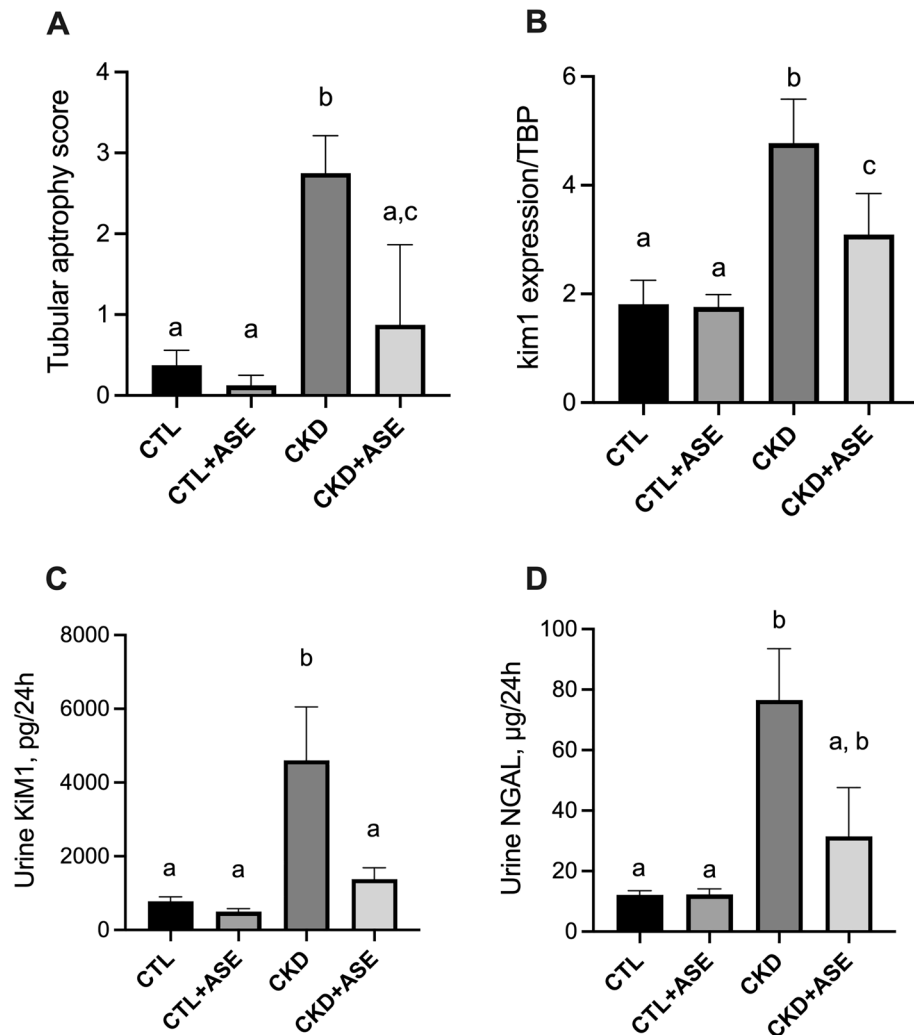 A
Tubular aptrophy score
4
3
2
1
0
a
a
b
a,c
CTL
CTL+ASE
CKD
CKD+ASE
B
kim1 expression/TBP
6
4
2
0
a
a
b
c
CTL
CTL+ASE
CKD
CKD+ASE
C
Urine KiM1, pg/24h
8000
6000
4000
2000
0
a
a
b
a
CTL
CTL+ASE
CKD
CKD+ASE
D
Urine NGAL, µg/24h
100
80
60
40
20
0
a
a
b
a, b
CTL
CTL+ASE
CKD
CKD+ASE